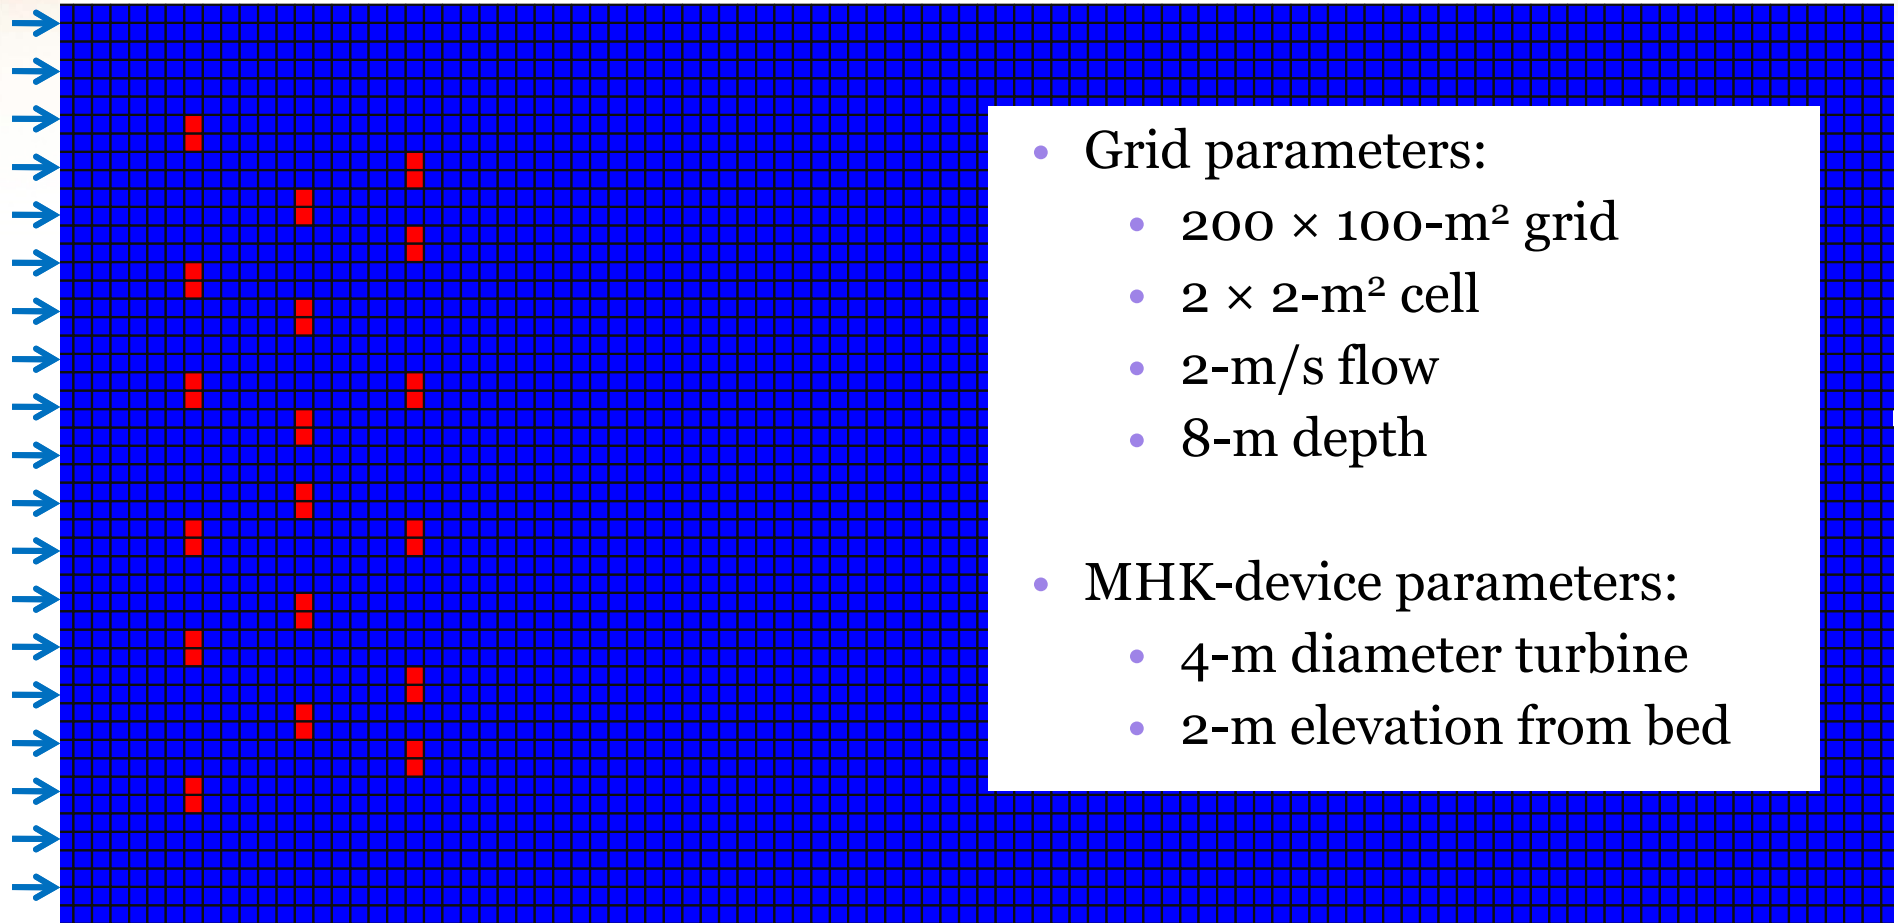 • Grid parameters:
• 200 × 100-m² grid
• 2 × 2-m² cell
• 2-m/s flow
• 8-m depth
• MHK-device parameters:
• 4-m diameter turbine
• 2-m elevation from bed